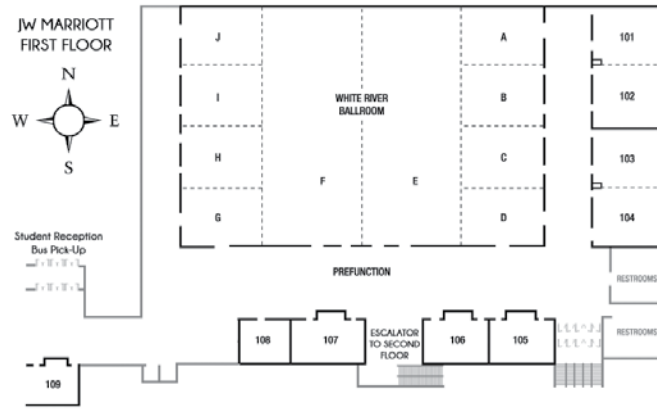 JW MARRIOTT
FIRST FLOOR
N
W
E
S
J
A
101
I
WHITE RIVER
BALLROOM
B
102
H
C
103
F
E
G
D
104
Student Reception
Bus Pick-Up
PREFUNCTION
RESTROOMS
108
107
ESCALATOR
TO SECOND
FLOOR
106
105
RESTROOMS
109